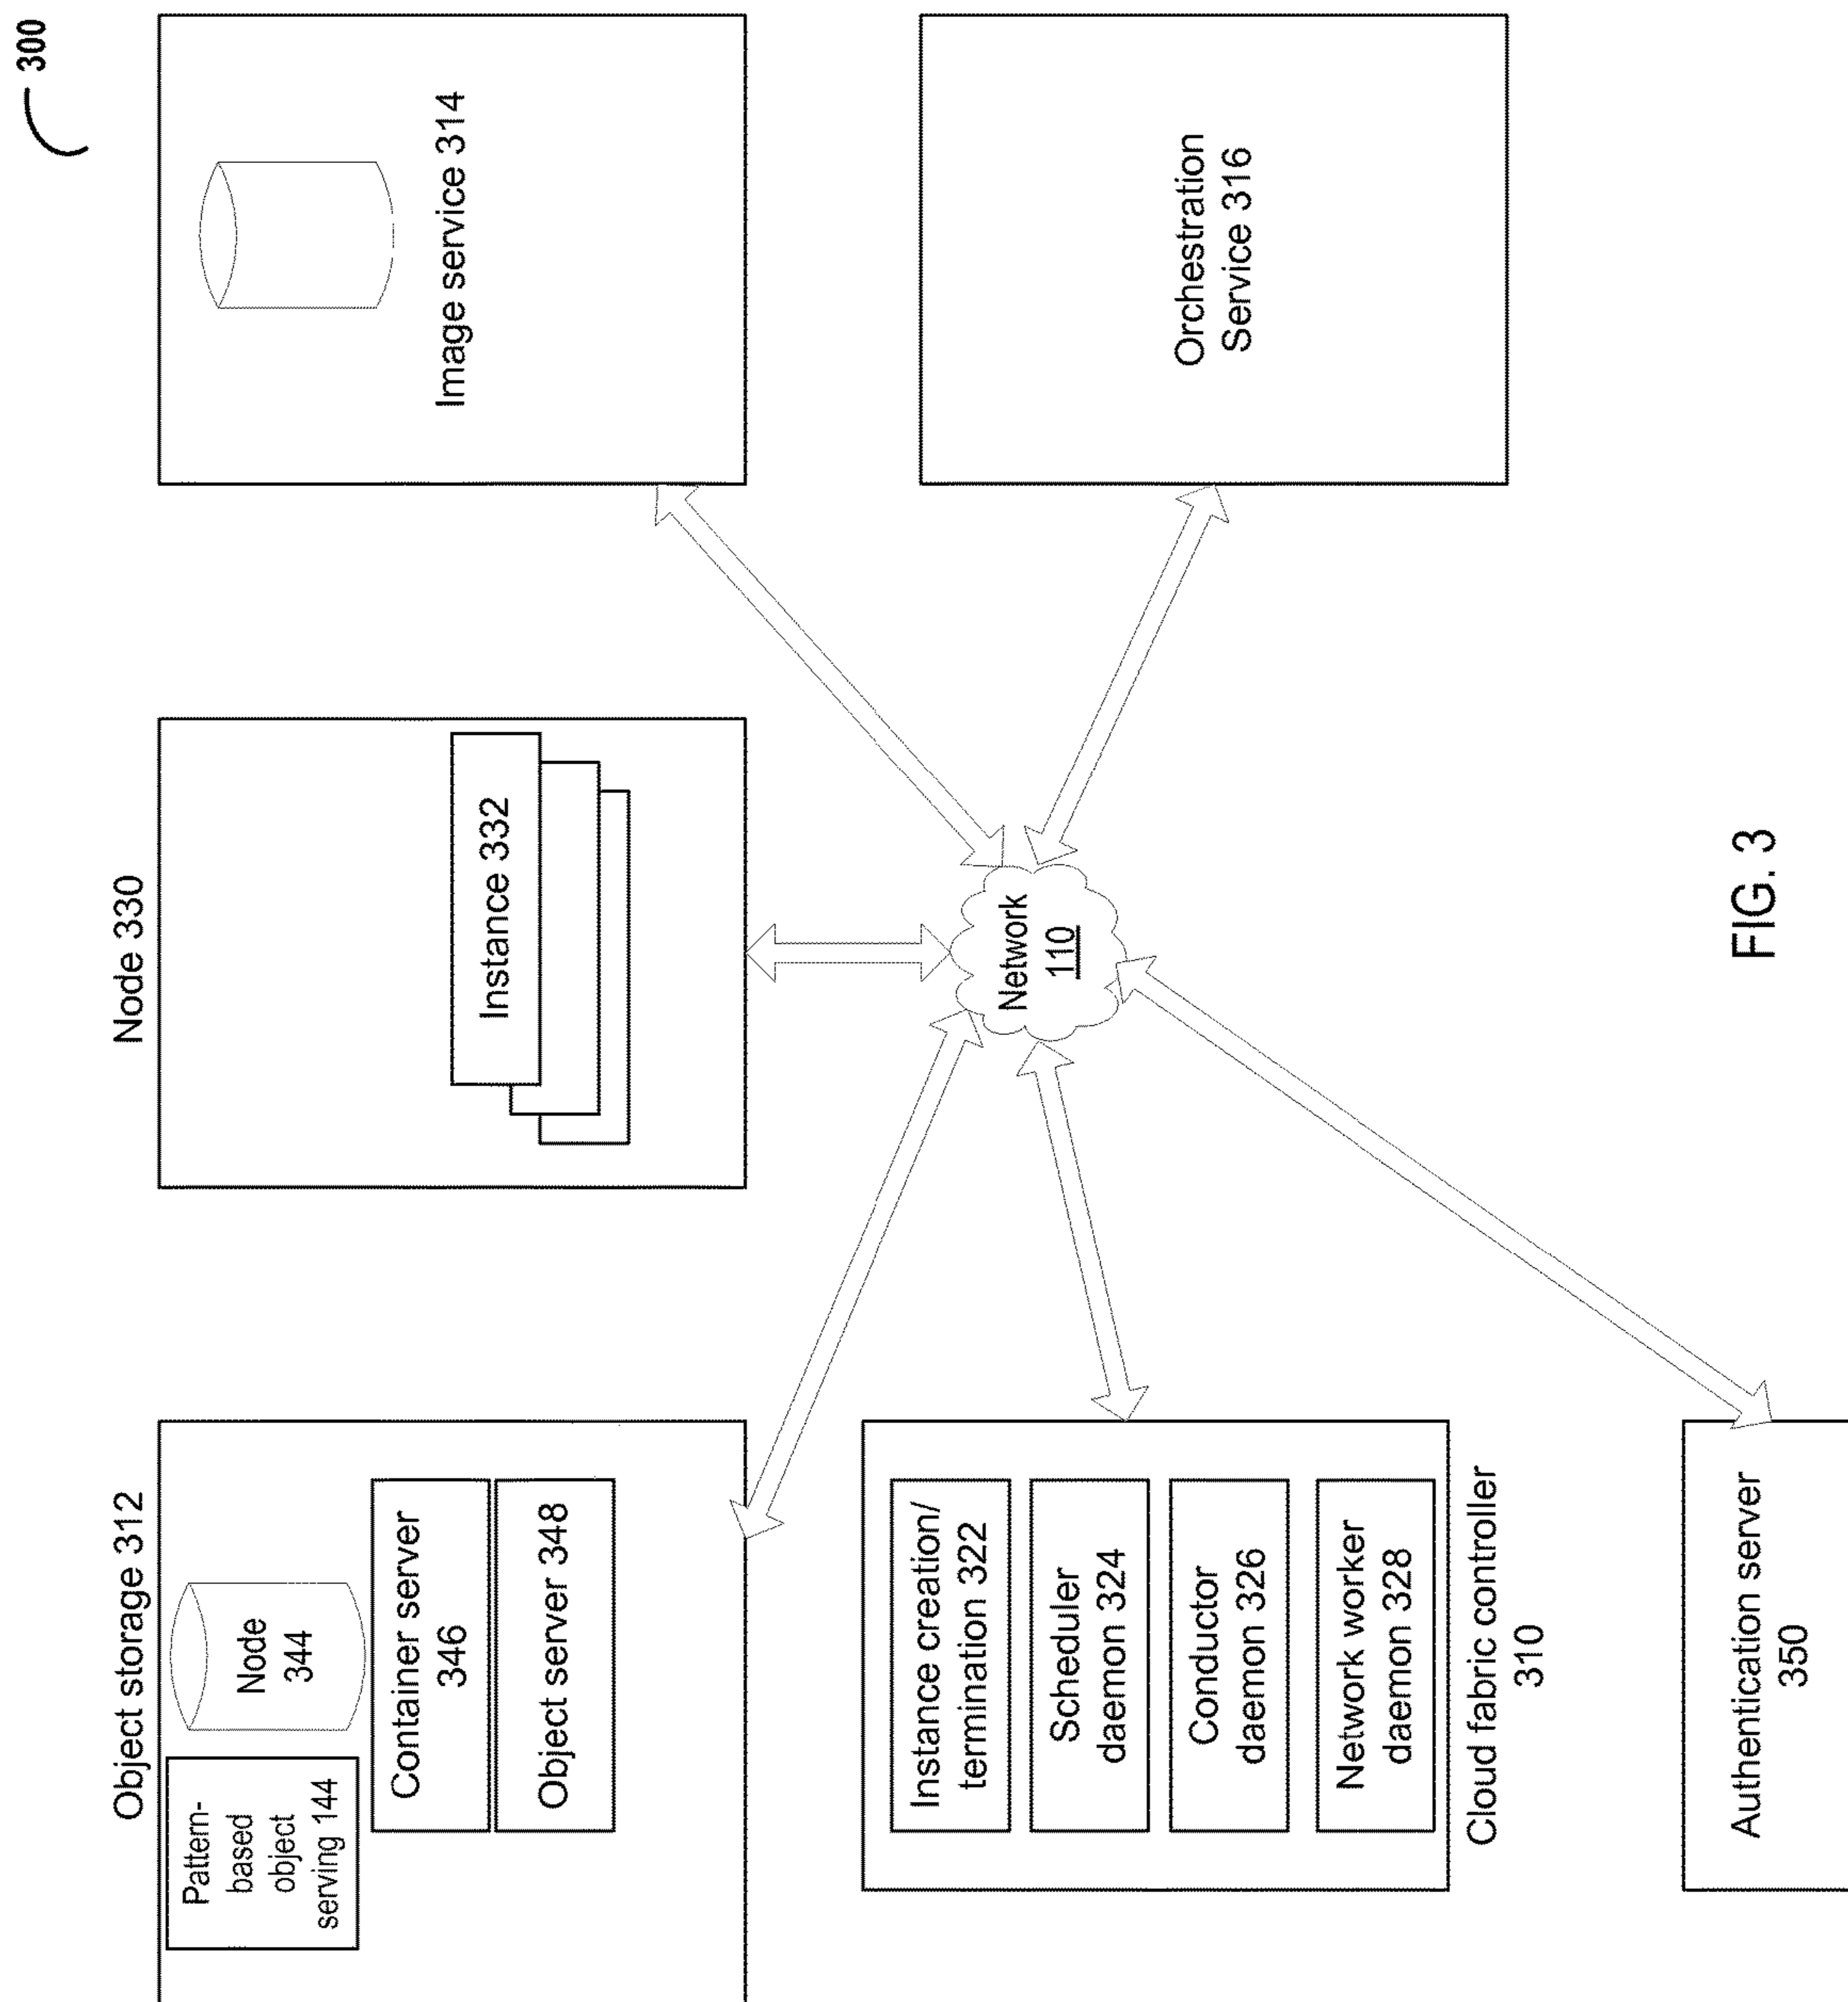 300
Object storage 312
Pattern-
based
object
serving 144
Node
344
Container server
346
Object server 348
Node 330
Instance 332
Image service 314
Network
110
Instance creation/
termination 322
Scheduler
daemon 324
Conductor
daemon 326
Network worker
daemon 328
Cloud fabric controller
310
Orchestration
Service 316
Authentication server
350
FIG. 3